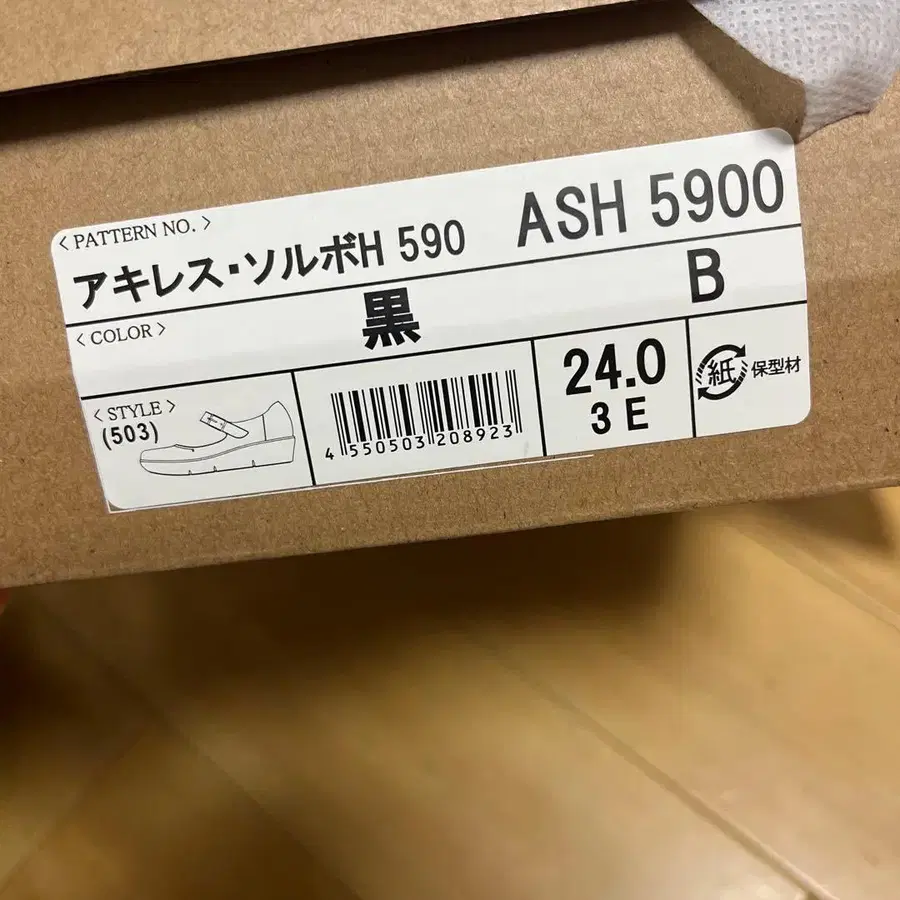 < PATTERN NO. >
アキレス・ソルボH 590 ASH 5900
< COLOR >
黒 B
< STYLE >
(503)
4 550503 208923
24.0
3 E
紙 保型材